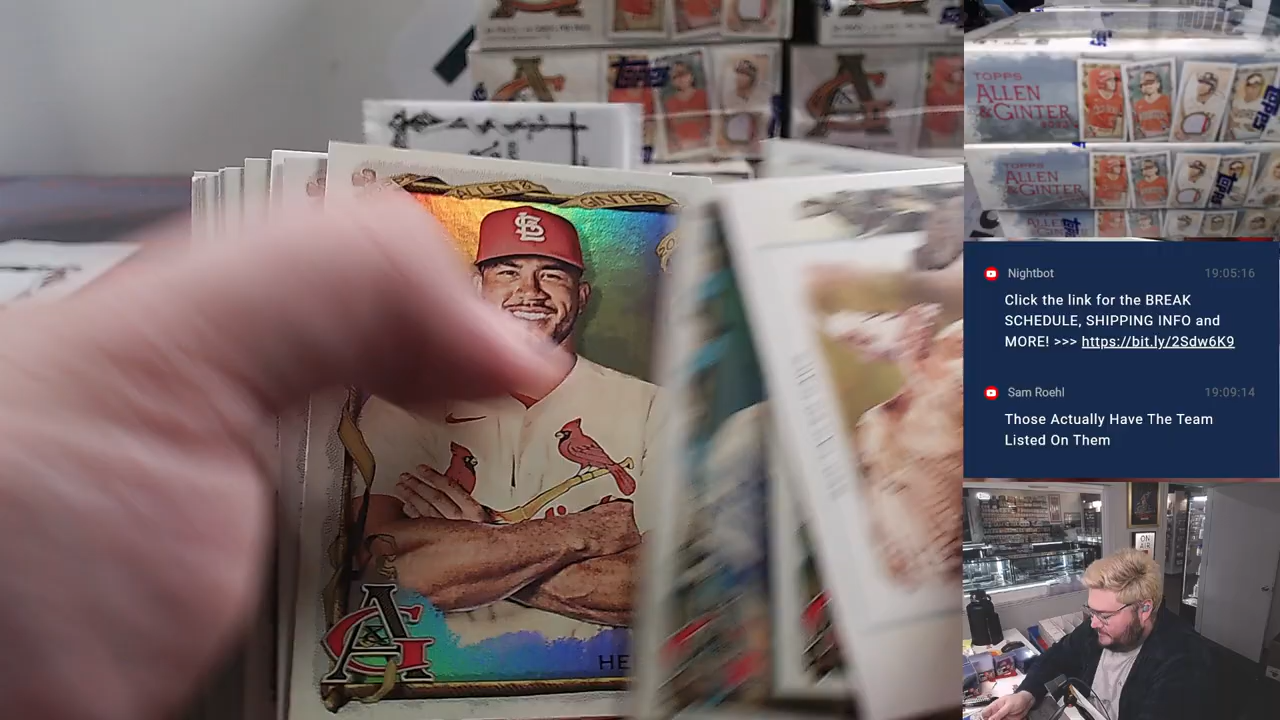 ALLEN &
GINTER
HE
TOPPS
ALLEN
& GINTER
TOPPS
ALLEN
& GINTER
Nightbot 19:05:16
Click the link for the BREAK
SCHEDULE, SHIPPING INFO and
MORE! >>> https://bit.ly/2Sdw6K9
Sam Roehl 19:09:14
Those Actually Have The Team
Listed On Them
ON
AIR